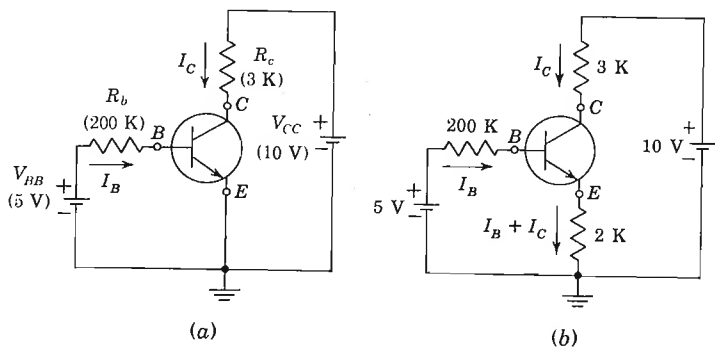 I_C
R_c
(3 K)
C
R_b
(200 K)
B
V_CC
(10 V)
+
−
I_B
E
V_BB
(5 V)
+
−
(a)
I_C
3 K
C
200 K
B
10 V
+
−
I_B
E
5 V
+
−
I_B + I_C
2 K
(b)